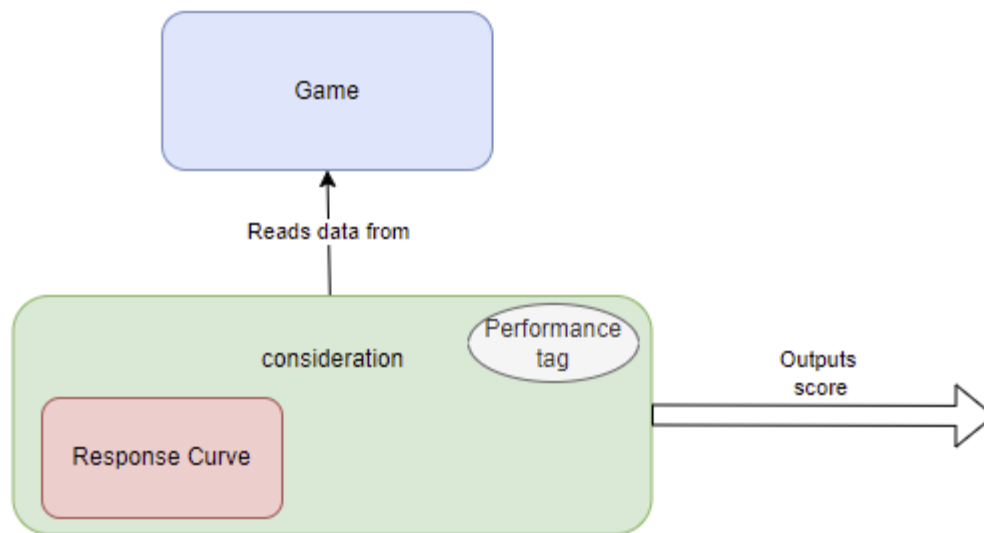 Game
Reads data from
Performance
tag
consideration
Outputs
score
Response Curve